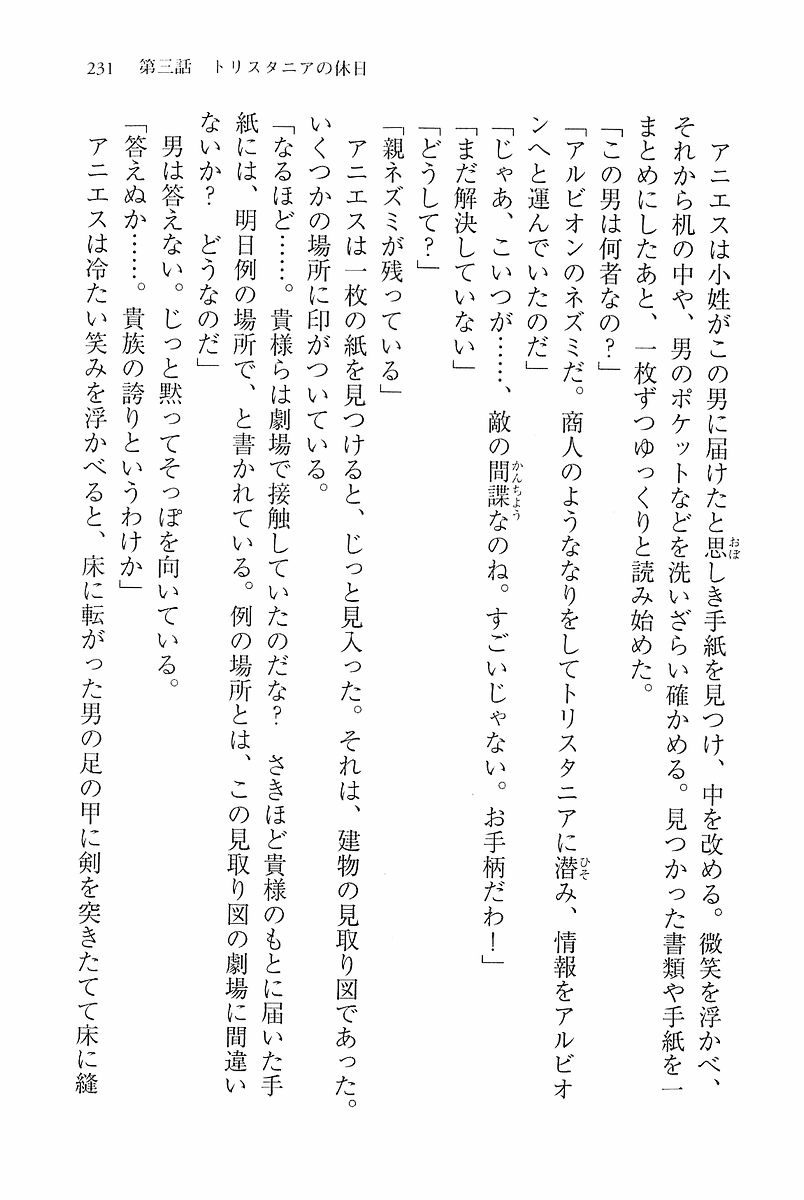 231　第三話　トリスタニアの休日
　アニエスは小姓がこの男に届けたと思しき手紙を見つけ、中を改める。微笑を浮かべ、
それから机の中や、男のポケットなどを洗いざらい確かめる。見つかった書類や手紙を一
まとめにしたあと、一枚ずつゆっくりと読み始めた。
「この男は何者なの？」
「アルビオンのネズミだ。商人のようななりをしてトリスタニアに潜み、情報をアルビオ
ンへと運んでいたのだ」
「じゃあ、こいつが……、敵の間諜なのね。すごいじゃない。お手柄だわ！」
「まだ解決していない」
「どうして？」
「親ネズミが残っている」
　アニエスは一枚の紙を見つけると、じっと見入った。それは、建物の見取り図であった。
いくつかの場所に印がついている。
「なるほど……。貴様らは劇場で接触していたのだな？　さきほど貴様のもとに届いた手
紙には、明日例の場所で、と書かれている。例の場所とは、この見取り図の劇場に間違い
ないか？　どうなのだ」
　男は答えない。じっと黙ってそっぽを向いている。
「答えぬか……。貴族の誇りというわけか」
　アニエスは冷たい笑みを浮かべると、床に転がった男の足の甲に剣を突きたてて床に縫